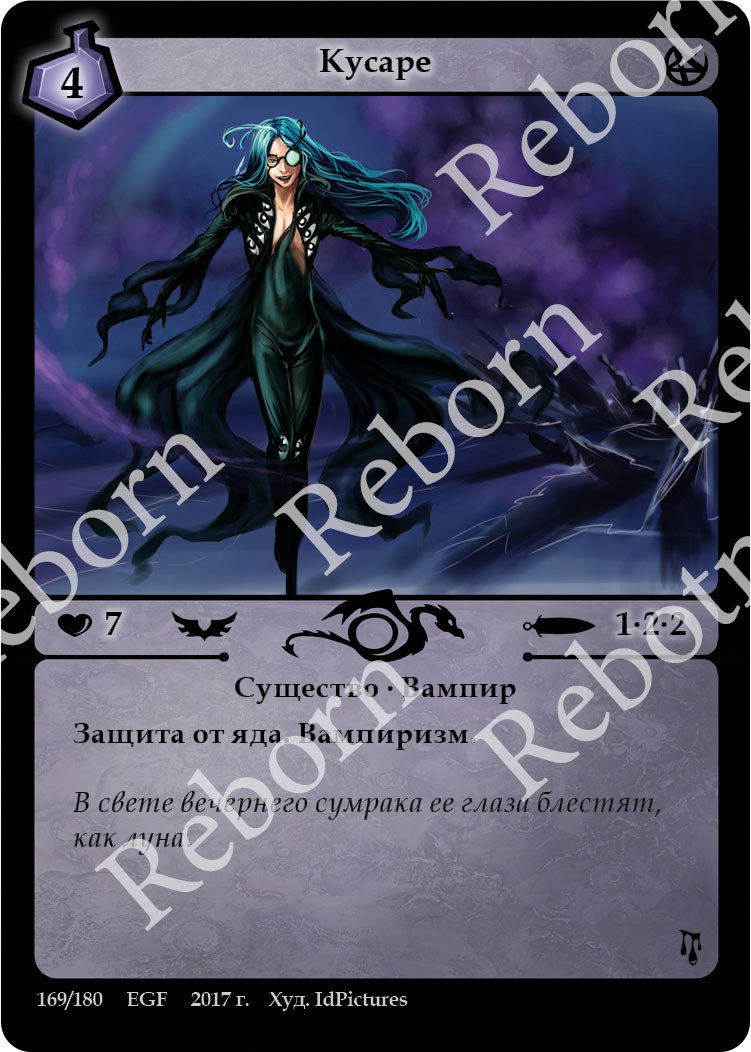 4
Кусаре
7
1·2·2
Существо · Вампир
Защита от яда. Вампиризм.
В свете вечернего сумрака ее глаза блестят,
как луна.
169/180 EGF 2017 г. Худ. IdPictures
Reborn
Reborn
Reborn
Reborn
Reborn
Reborn